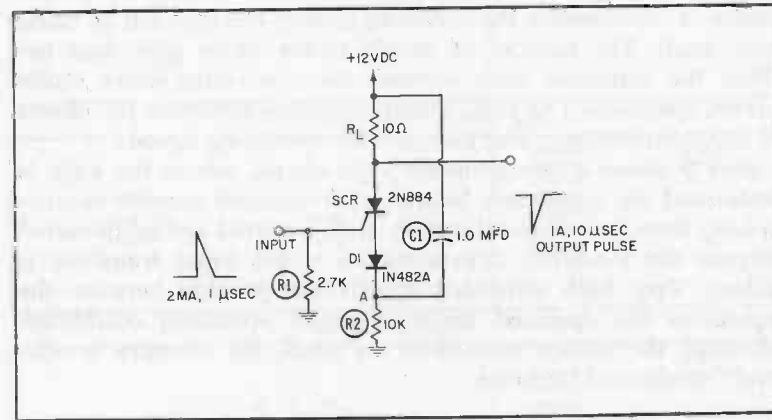 +12VDC
RL 10Ω
SCR 2N884
INPUT
C1 1.0 MFD
1A, 10 µSEC
OUTPUT PULSE
D1
IN482A
R1 2.7K
2MA, 1 µSEC
A
R2 10K